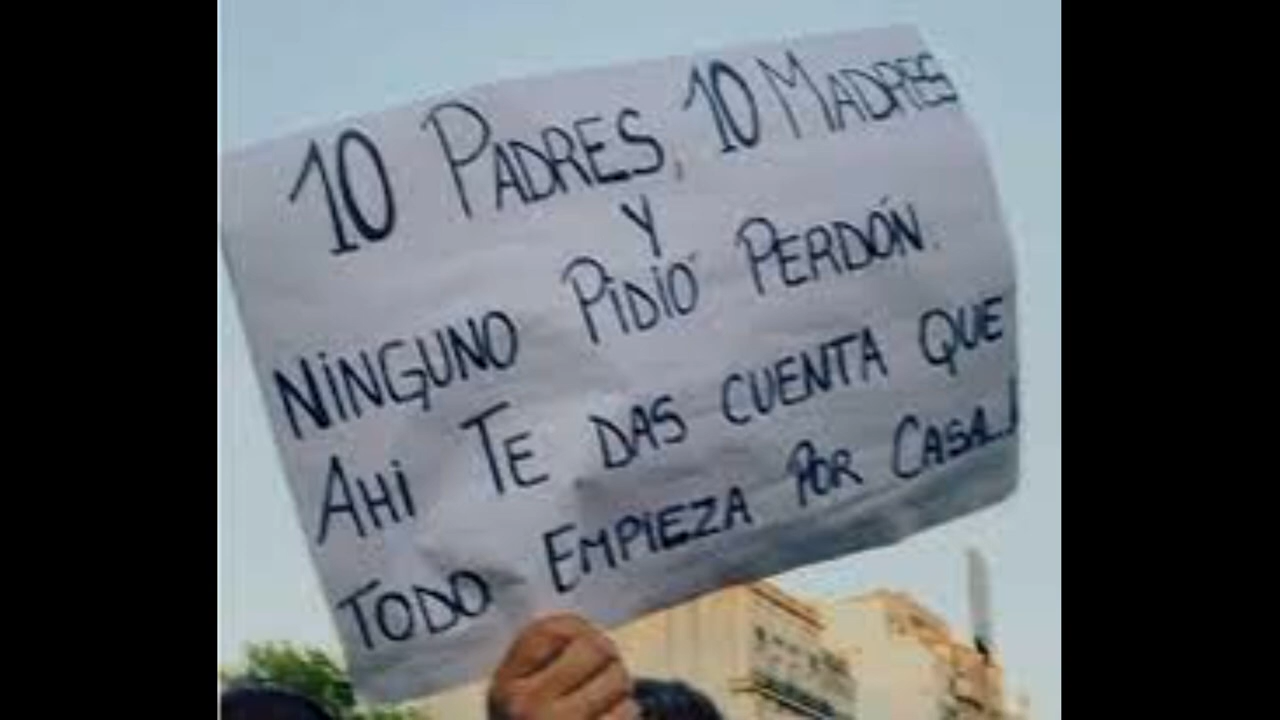 10 PADRES, 10 MADRES
Y
NINGUNO PIDIÓ PERDÓN.
AHI TE DAS CUENTA QUE
TODO EMPIEZA POR CASA..!